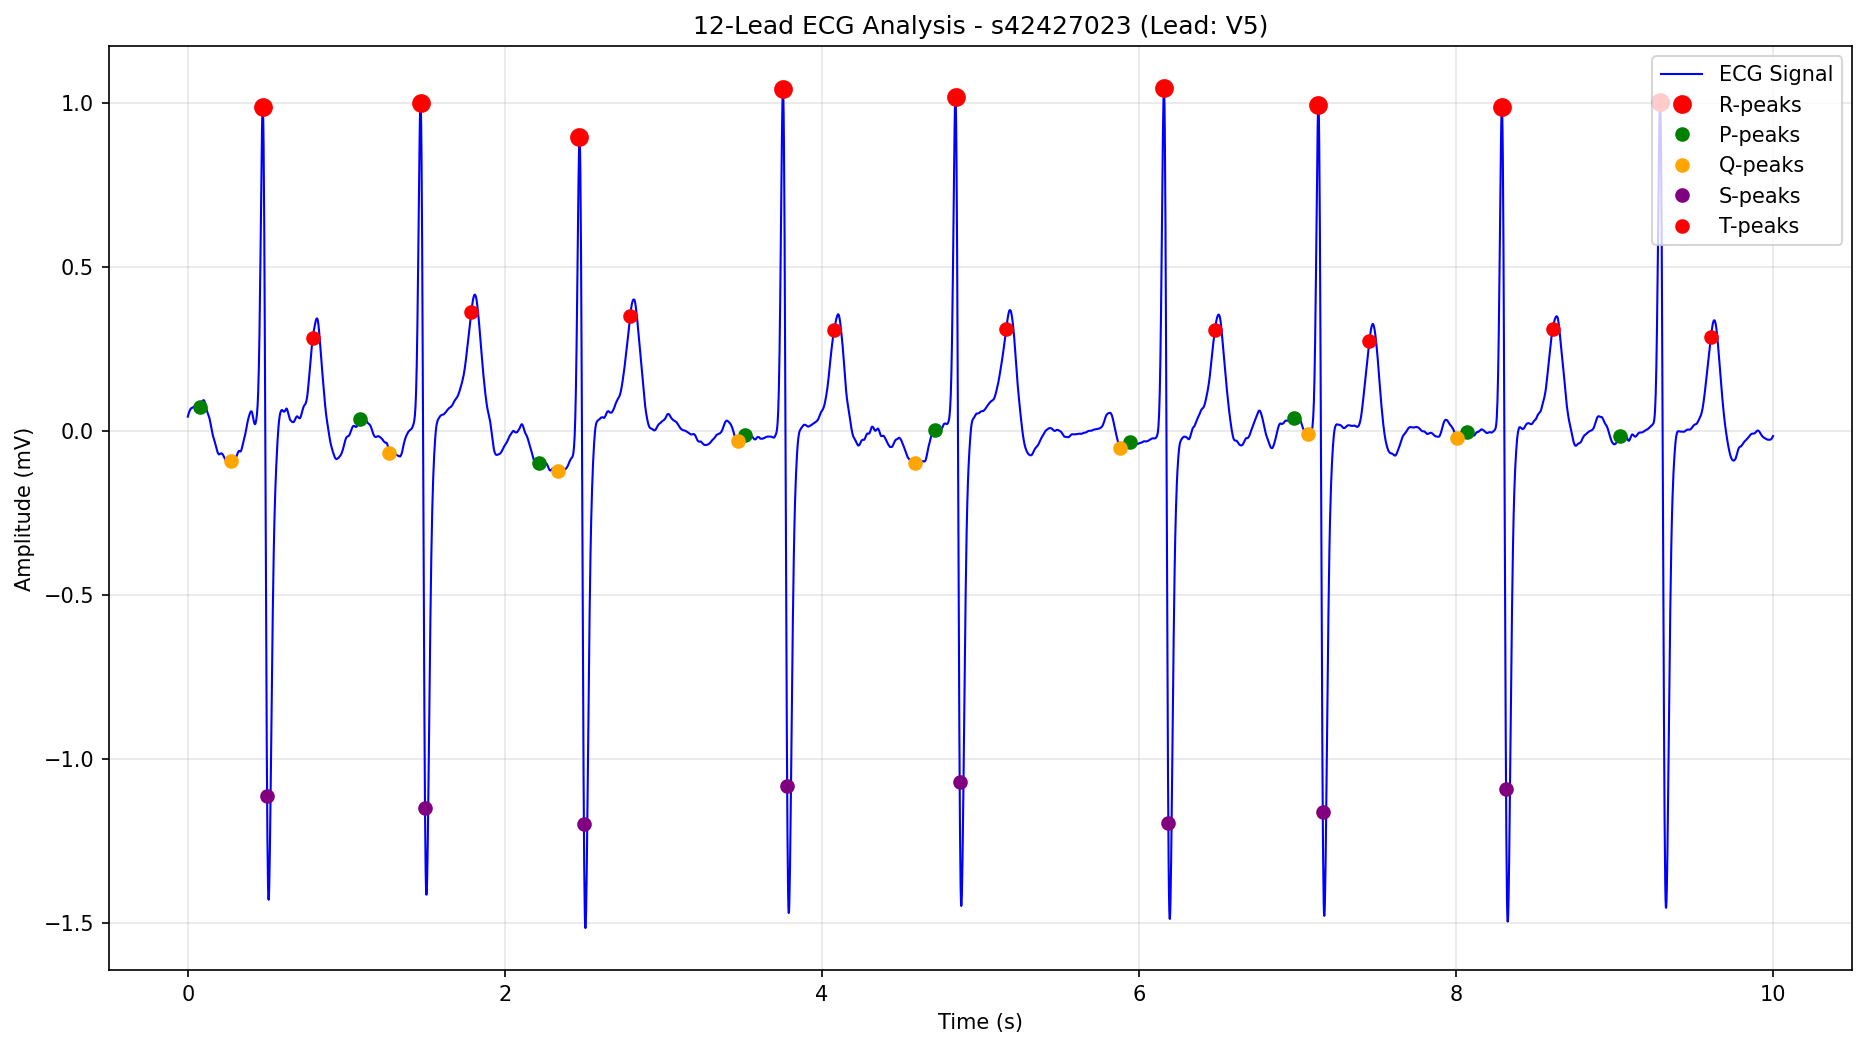 12-Lead ECG Analysis - s42427023 (Lead: V5)
ECG Signal
R-peaks
P-peaks
Q-peaks
S-peaks
T-peaks
1.0
0.5
0.0
−0.5
−1.0
−1.5
Amplitude (mV)
0 2 4 6 8 10
Time (s)